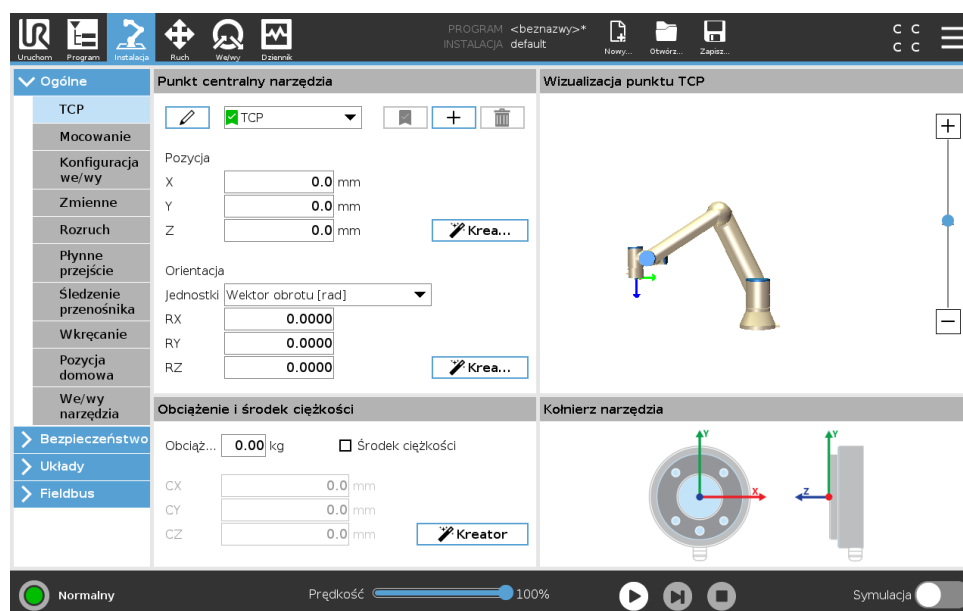 PROGRAM <beznazwy>*
INSTALACJA default
C C
C C
Uruchom Program Instalacja Ruch We/wy Dziennik Nowy... Otwórz... Zapisz...
Ogólne
TCP
Mocowanie
Konfiguracja
we/wy
Zmienne
Rozruch
Płynne
przejście
Śledzenie
przenośnika
Wkręcanie
Pozycja
domowa
We/wy
narzędzia
Bezpieczeństwo
Układy
Fieldbus
Punkt centralny narzędzia
TCP
Pozycja
X 0.0 mm
Y 0.0 mm
Z 0.0 mm Krea...
Orientacja
Jednostki Wektor obrotu [rad]
RX 0.0000
RY 0.0000
RZ 0.0000 Krea...
Obciążenie i środek ciężkości
Obciąż... 0.00 kg Środek ciężkości
CX 0.0 mm
CY 0.0 mm
CZ 0.0 mm Kreator
Wizualizacja punktu TCP
Kołnierz narzędzia
Y Y
X Z
Normalny Prędkość 100% Symulacja